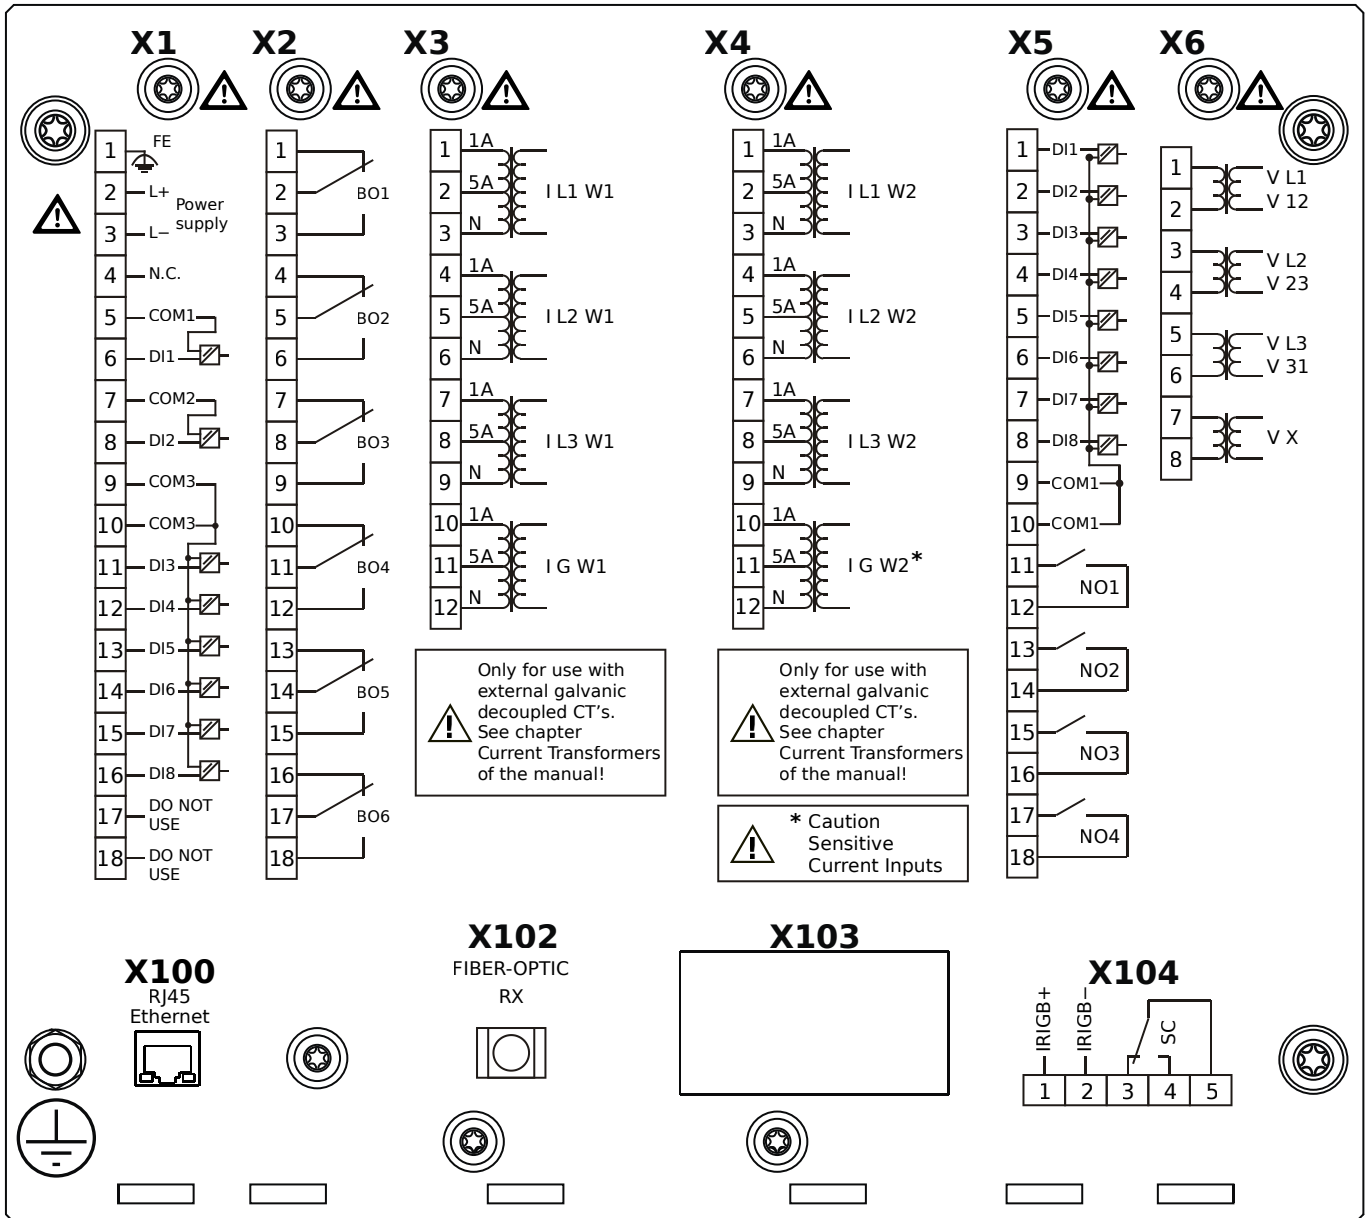 X1
X2
X3
X4
X5
X6
1
FE
2
L+
Power
supply
3
L−
4
N.C.
5
COM1
6
DI1
7
COM2
8
DI2
9
COM3
10
COM3
11
DI3
12
DI4
13
DI5
14
DI6
15
DI7
16
DI8
17
DO NOT
USE
18
DO NOT
USE
1
2
BO1
3
4
5
BO2
6
7
8
BO3
9
10
11
BO4
12
13
14
BO5
15
16
17
BO6
18
1
1A
2
5A
I L1 W1
3
N
4
1A
5
5A
I L2 W1
6
N
7
1A
8
5A
I L3 W1
9
N
10
1A
11
5A
I G W1
12
N
Only for use with
external galvanic
decoupled CT's.
See chapter
Current Transformers
of the manual!
1
1A
2
5A
I L1 W2
3
N
4
1A
5
5A
I L2 W2
6
N
7
1A
8
5A
I L3 W2
9
N
10
1A
11
5A
I G W2*
12
N
Only for use with
external galvanic
decoupled CT's.
See chapter
Current Transformers
of the manual!
* Caution
Sensitive
Current Inputs
1
DI1
2
DI2
3
DI3
4
DI4
5
DI5
6
DI6
7
DI7
8
DI8
9
COM1
10
COM1
11
NO1
12
13
NO2
14
15
NO3
16
17
NO4
18
1
V L1
V 12
2
3
V L2
V 23
4
5
V L3
V 31
6
7
V X
8
X100
RJ45
Ethernet
X102
FIBER-OPTIC
RX
X103
X104
IRIGB+
IRIGB−
SC
1 2 3 4 5